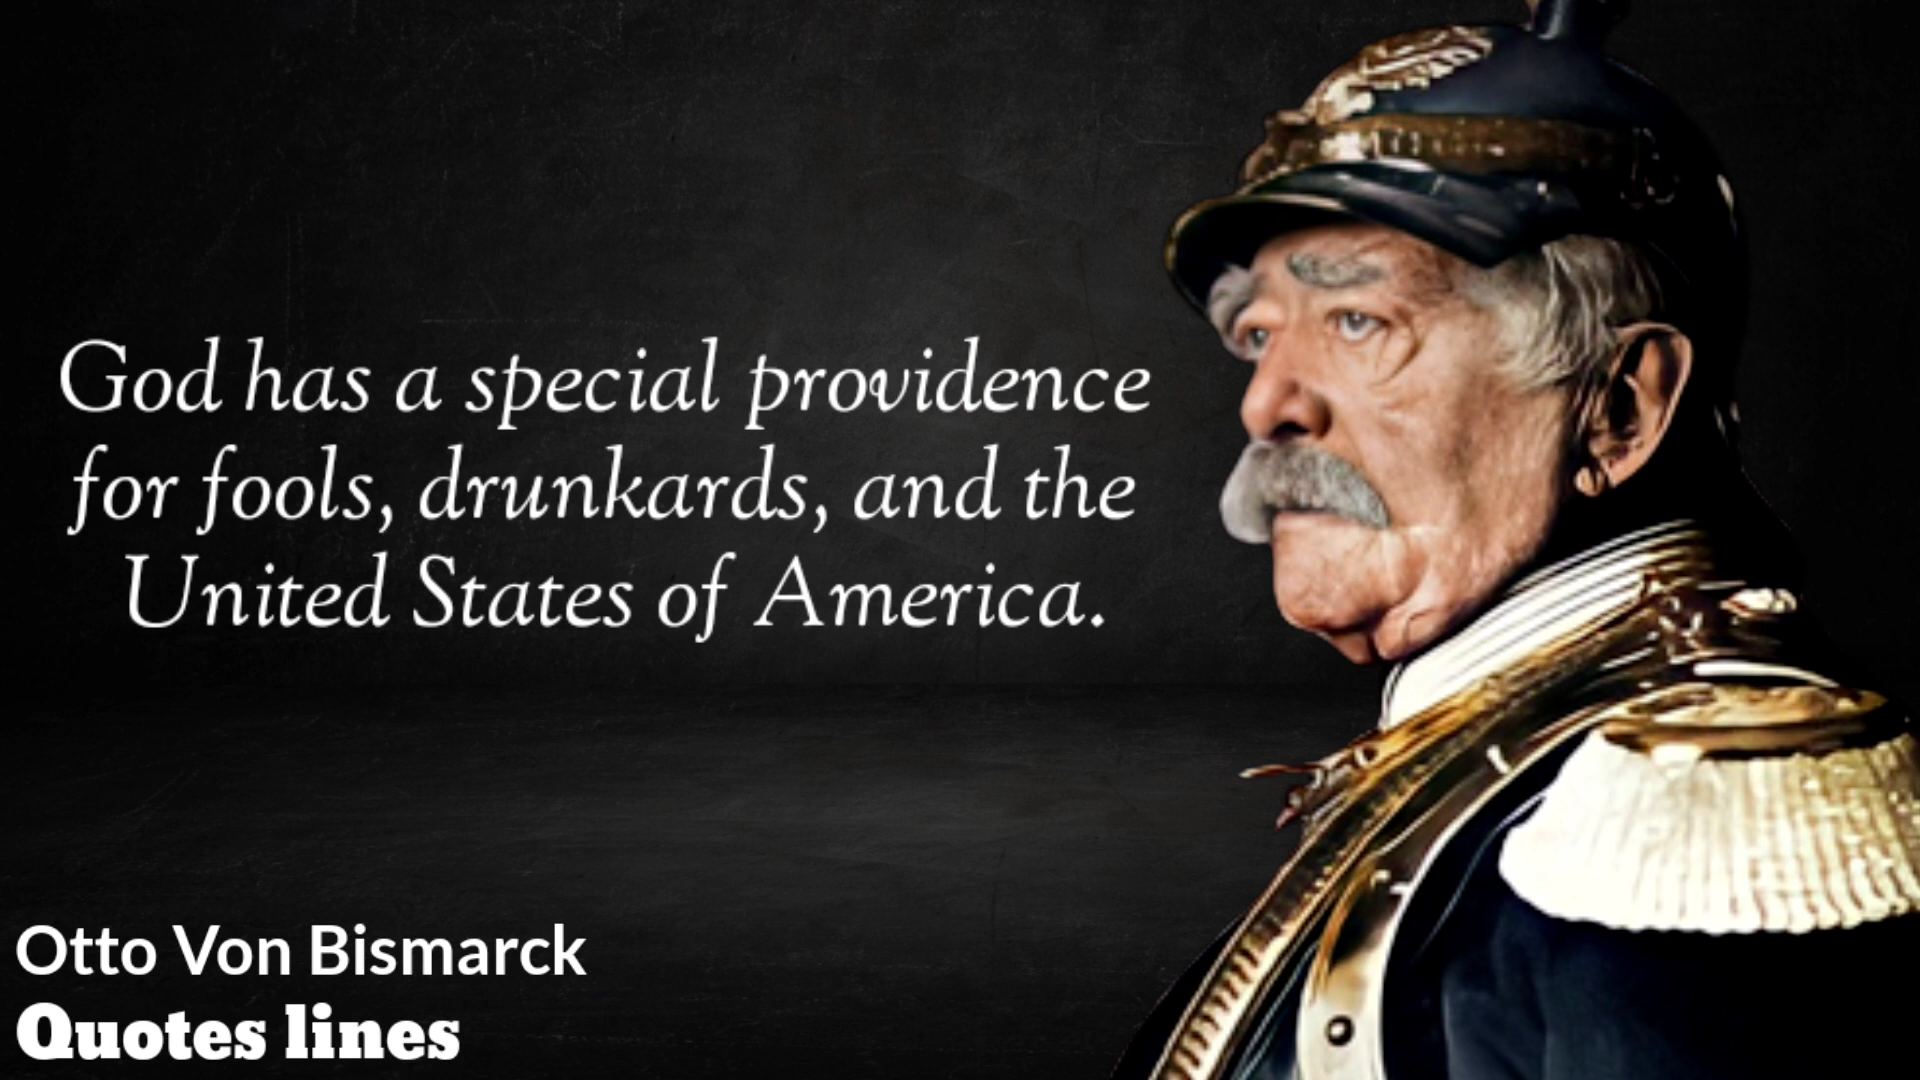 God has a special providence
for fools, drunkards, and the
United States of America.
Otto Von Bismarck
Quotes lines